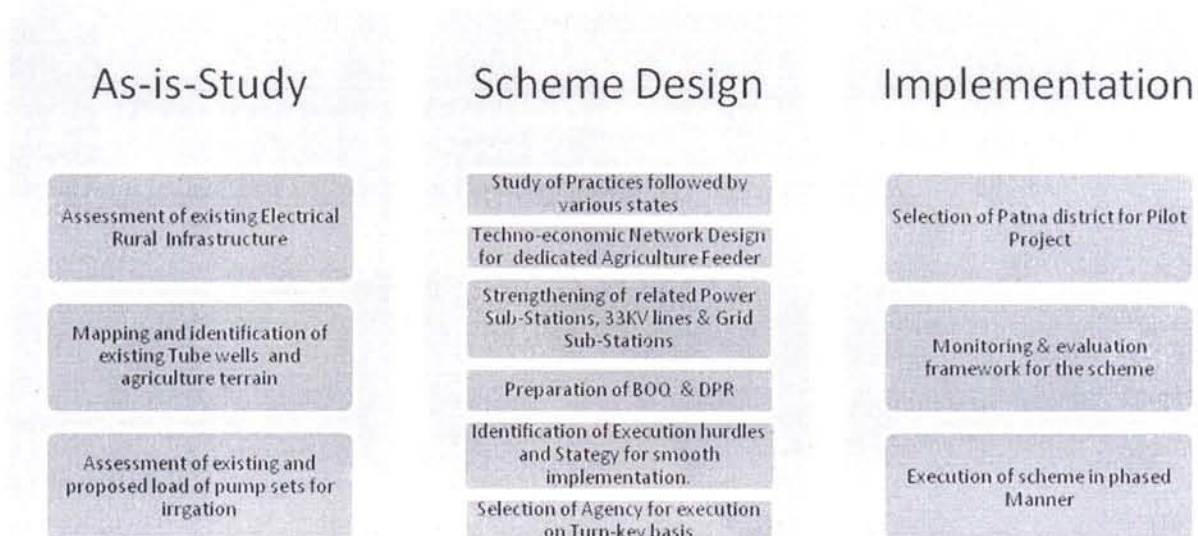 As-is-Study
Assessment of existing Electrical
Rural Infrastructure
Mapping and identification of
existing Tube wells and
agriculture terrain
Assessment of existing and
proposed load of pump sets for
irrgation
Scheme Design
Study of Practices followed by
various states
Techno-economic Network Design
for dedicated Agriculture Feeder
Strengthening of related Power
Sub-Stations, 33KV lines & Grid
Sub-Stations
Preparation of BOQ & DPR
Identification of Execution hurdles
and Stategy for smooth
implementation.
Selection of Agency for execution
on Turn-key basis
Implementation
Selection of Patna district for Pilot
Project
Monitoring & evaluation
framework for the scheme
Execution of scheme in phased
Manner